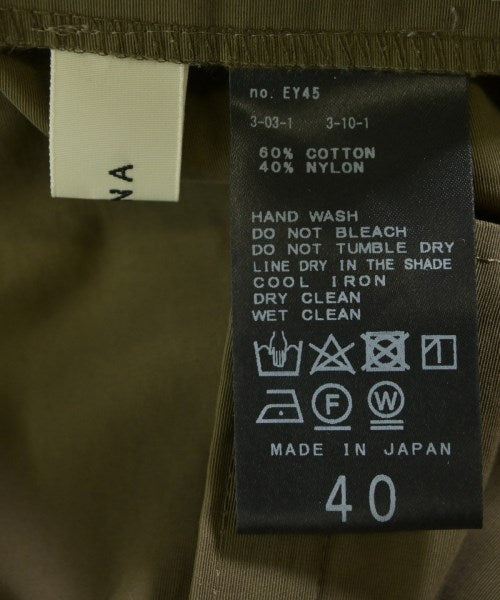 NA
no. EY45
3-03-1 3-10-1
60% COTTON
40% NYLON
HAND WASH
DO NOT BLEACH
DO NOT TUMBLE DRY
LINE DRY IN THE SHADE
COOL IRON
DRY CLEAN
WET CLEAN
F W
MADE IN JAPAN
40